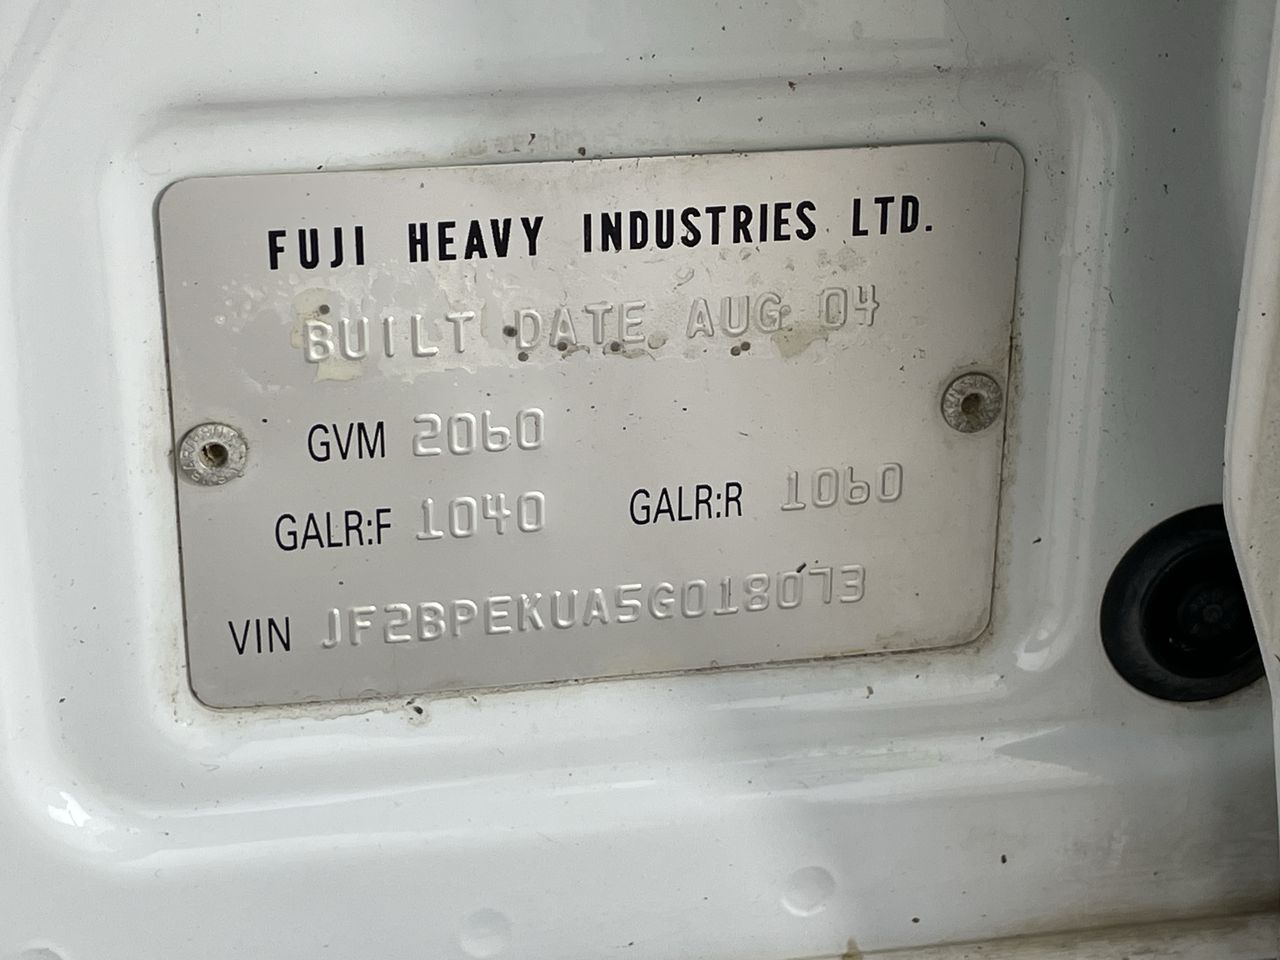 FUJI HEAVY INDUSTRIES LTD.
BUILT DATE AUG 04
GVM 2060
GALR:F 1040 GALR:R 1060
VIN JF2BPEKUA5G018073